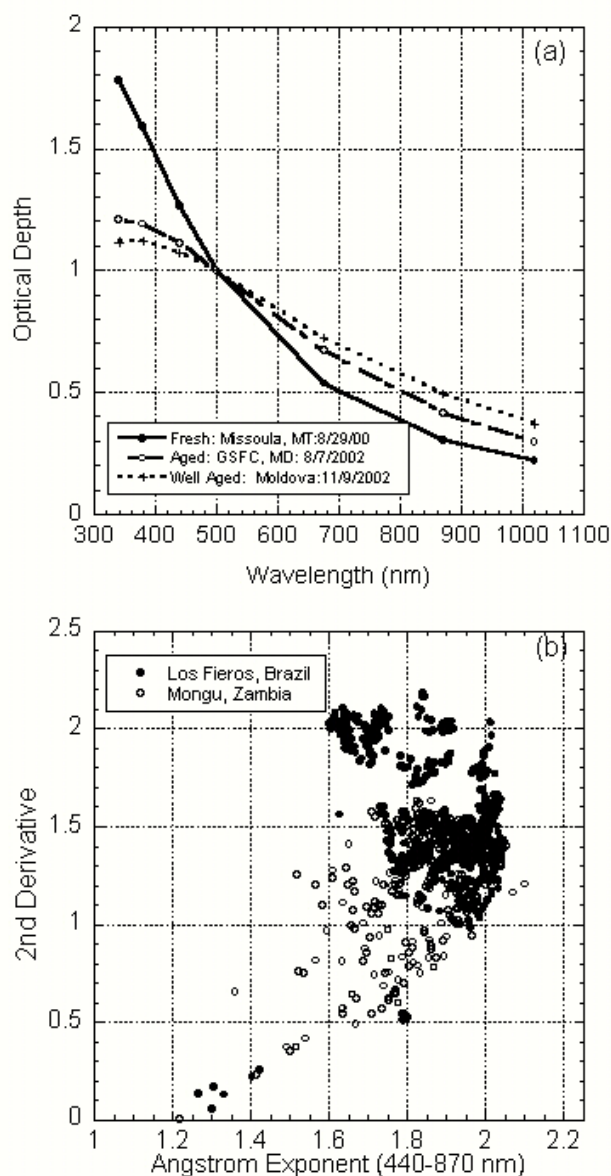 (a)
2
1.5
1
0.5
0
Optical Depth
Fresh: Missoula, MT:8/29/00
Aged: GSFC, MD: 8/7/2002
Well Aged: Moldova:11/9/2002
300 400 500 600 700 800 900 1000 1100
Wavelength (nm)
(b)
2.5
2
1.5
1
0.5
0
2nd Derivative
Los Fieros, Brazil
Mongu, Zambia
1 1.2 1.4 1.6 1.8 2 2.2
Angstrom Exponent (440-870 nm)